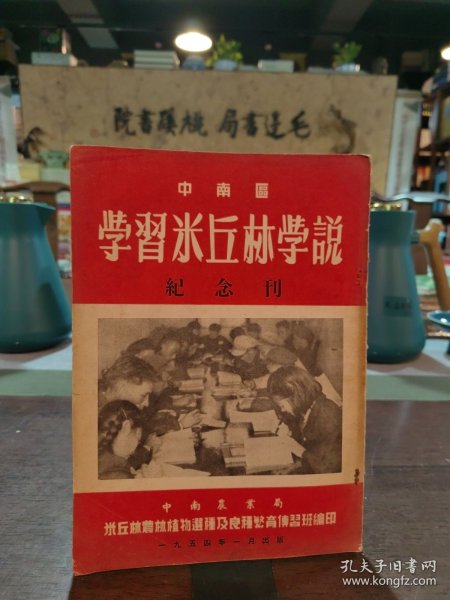 毛邊書局 槐蔭書院
中南區
學習米丘林學說
紀念刊
中南農業局
米丘林農林植物選種及良種繁育傳習班編印
一九五四年一月出版
孔夫子旧书网
www.kongfz.com